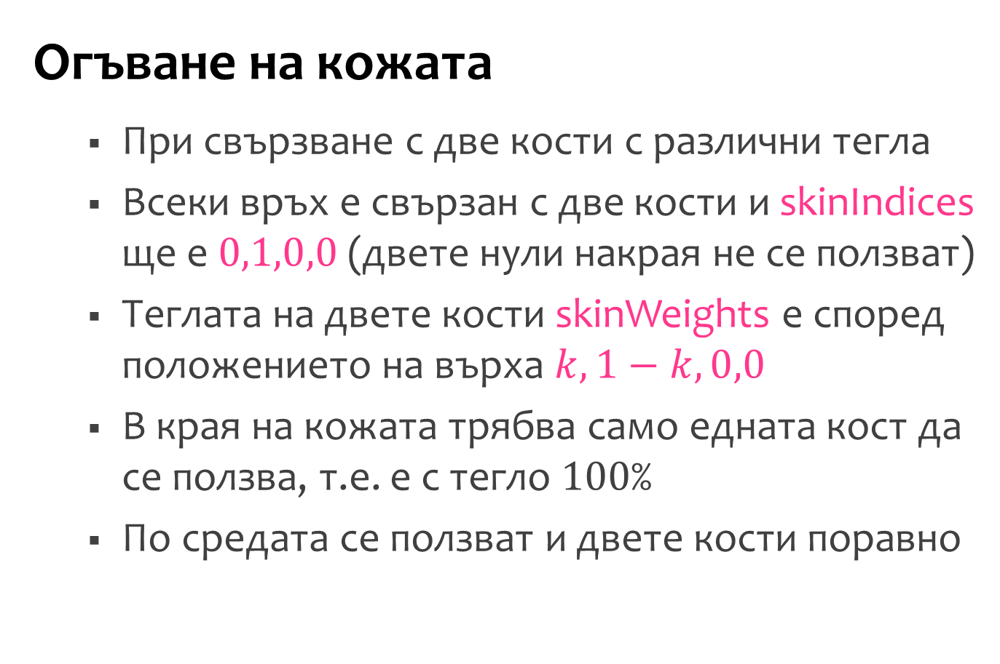 Огъване на кожата
▪ При свързване с две кости с различни тегла
▪ Всеки връх е свързан с две кости и skinIndices
ще е 0,1,0,0 (двете нули накрая не се ползват)
▪ Теглата на двете кости skinWeights е според
положението на върха k, 1 − k, 0,0
▪ В края на кожата трябва само едната кост да
се ползва, т.е. е с тегло 100%
▪ По средата се ползват и двете кости поравно